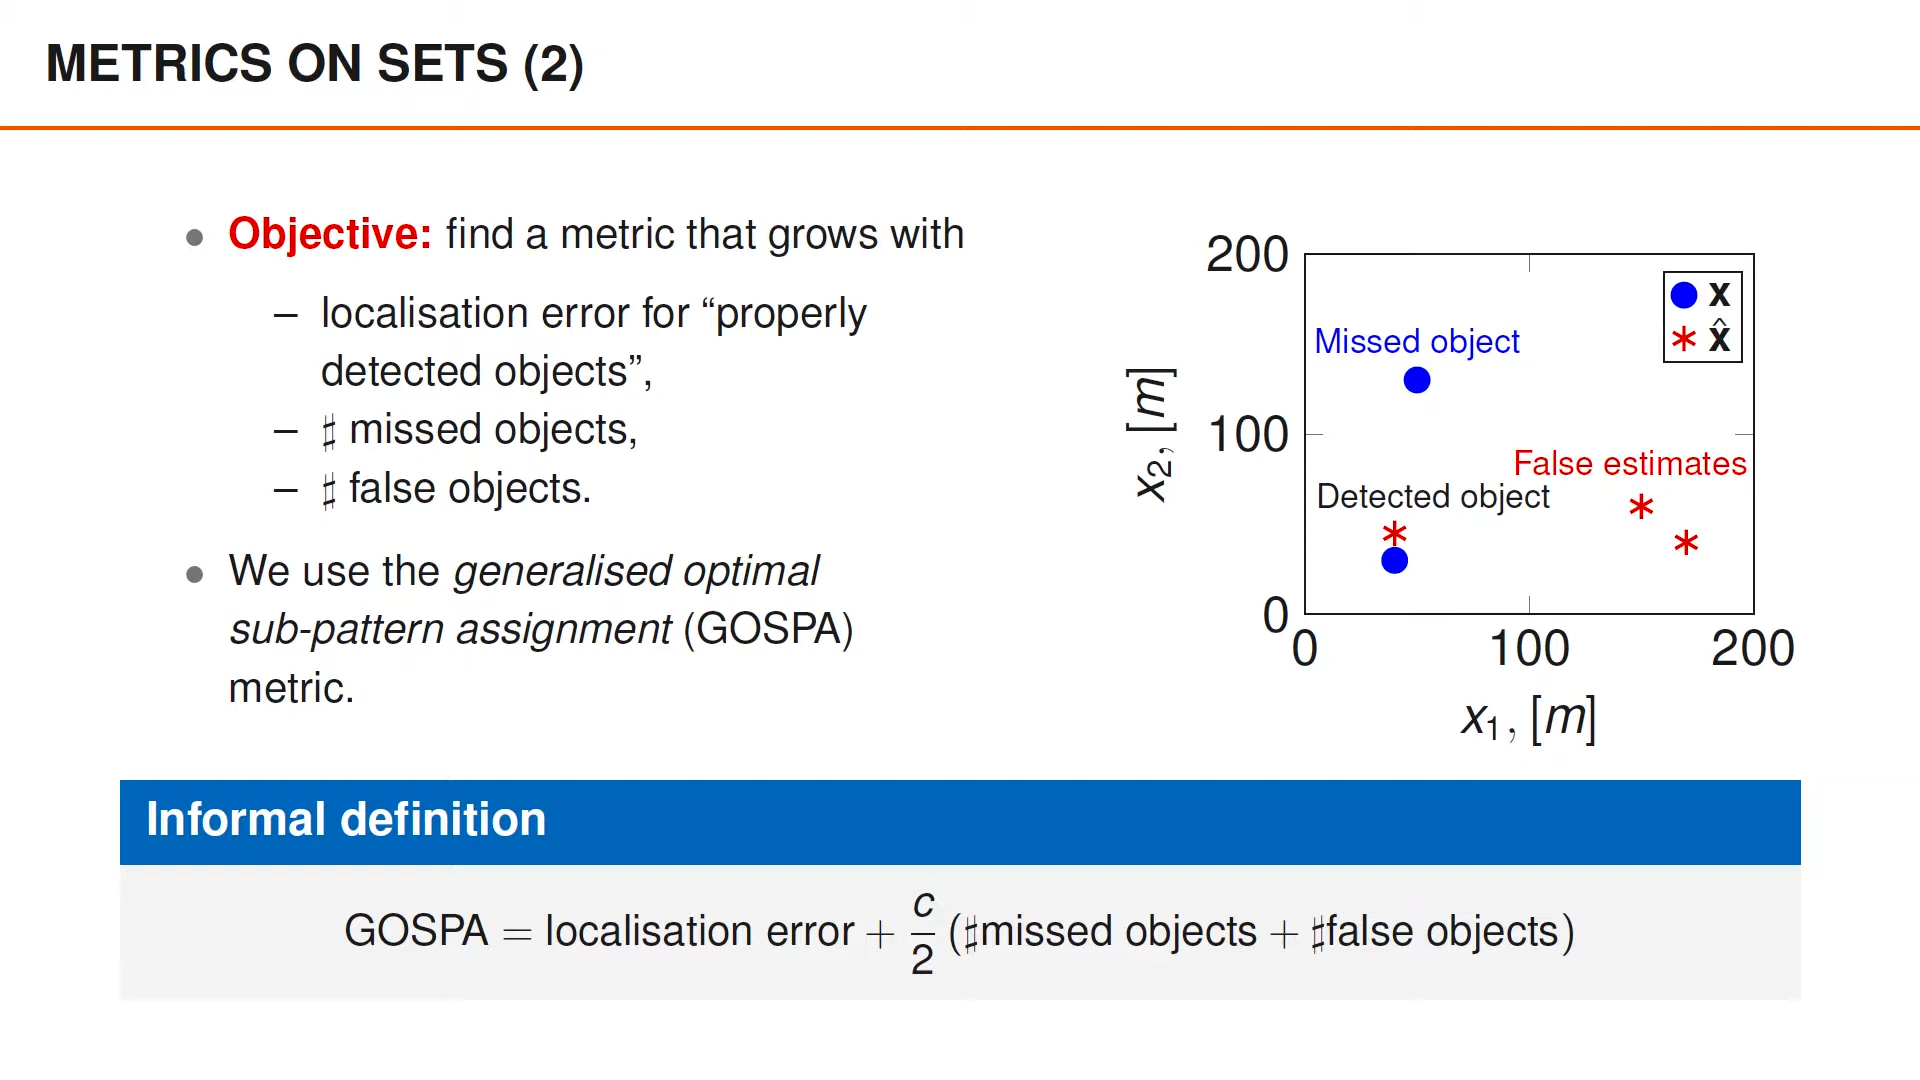 METRICS ON SETS (2)
• Objective: find a metric that grows with
– localisation error for “properly
detected objects”,
– ♯ missed objects,
– ♯ false objects.
• We use the generalised optimal
sub-pattern assignment (GOSPA)
metric.
200
100
0
x₂, [m]
x
x̂
Missed object
False estimates
Detected object
0 100 200
x₁, [m]
Informal definition
GOSPA = localisation error + c/2 (♯missed objects + ♯false objects)